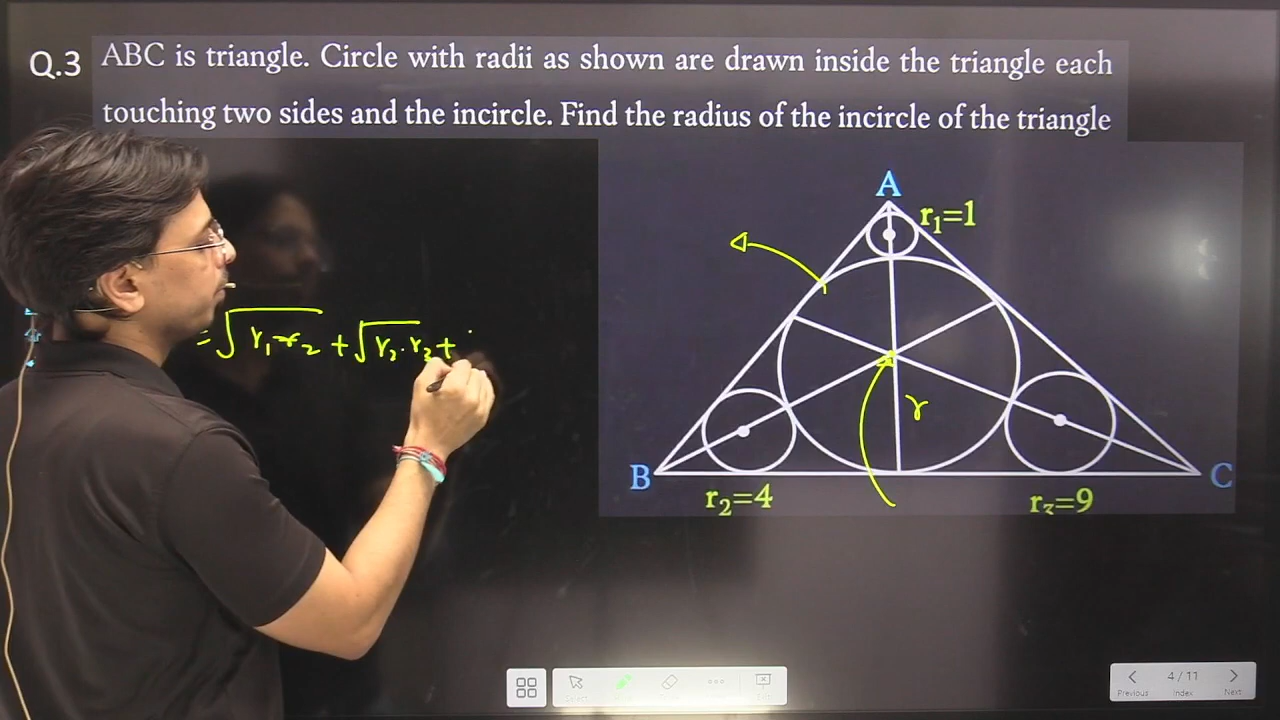 Q.3 ABC is triangle. Circle with radii as shown are drawn inside the triangle each
touching two sides and the incircle. Find the radius of the incircle of the triangle
A
r₁=1
= √r₁r₂ + √r₂.r₃ +
r
B
C
r₂=4
r₃=9
Select
4 / 11
Previous
Index
Next